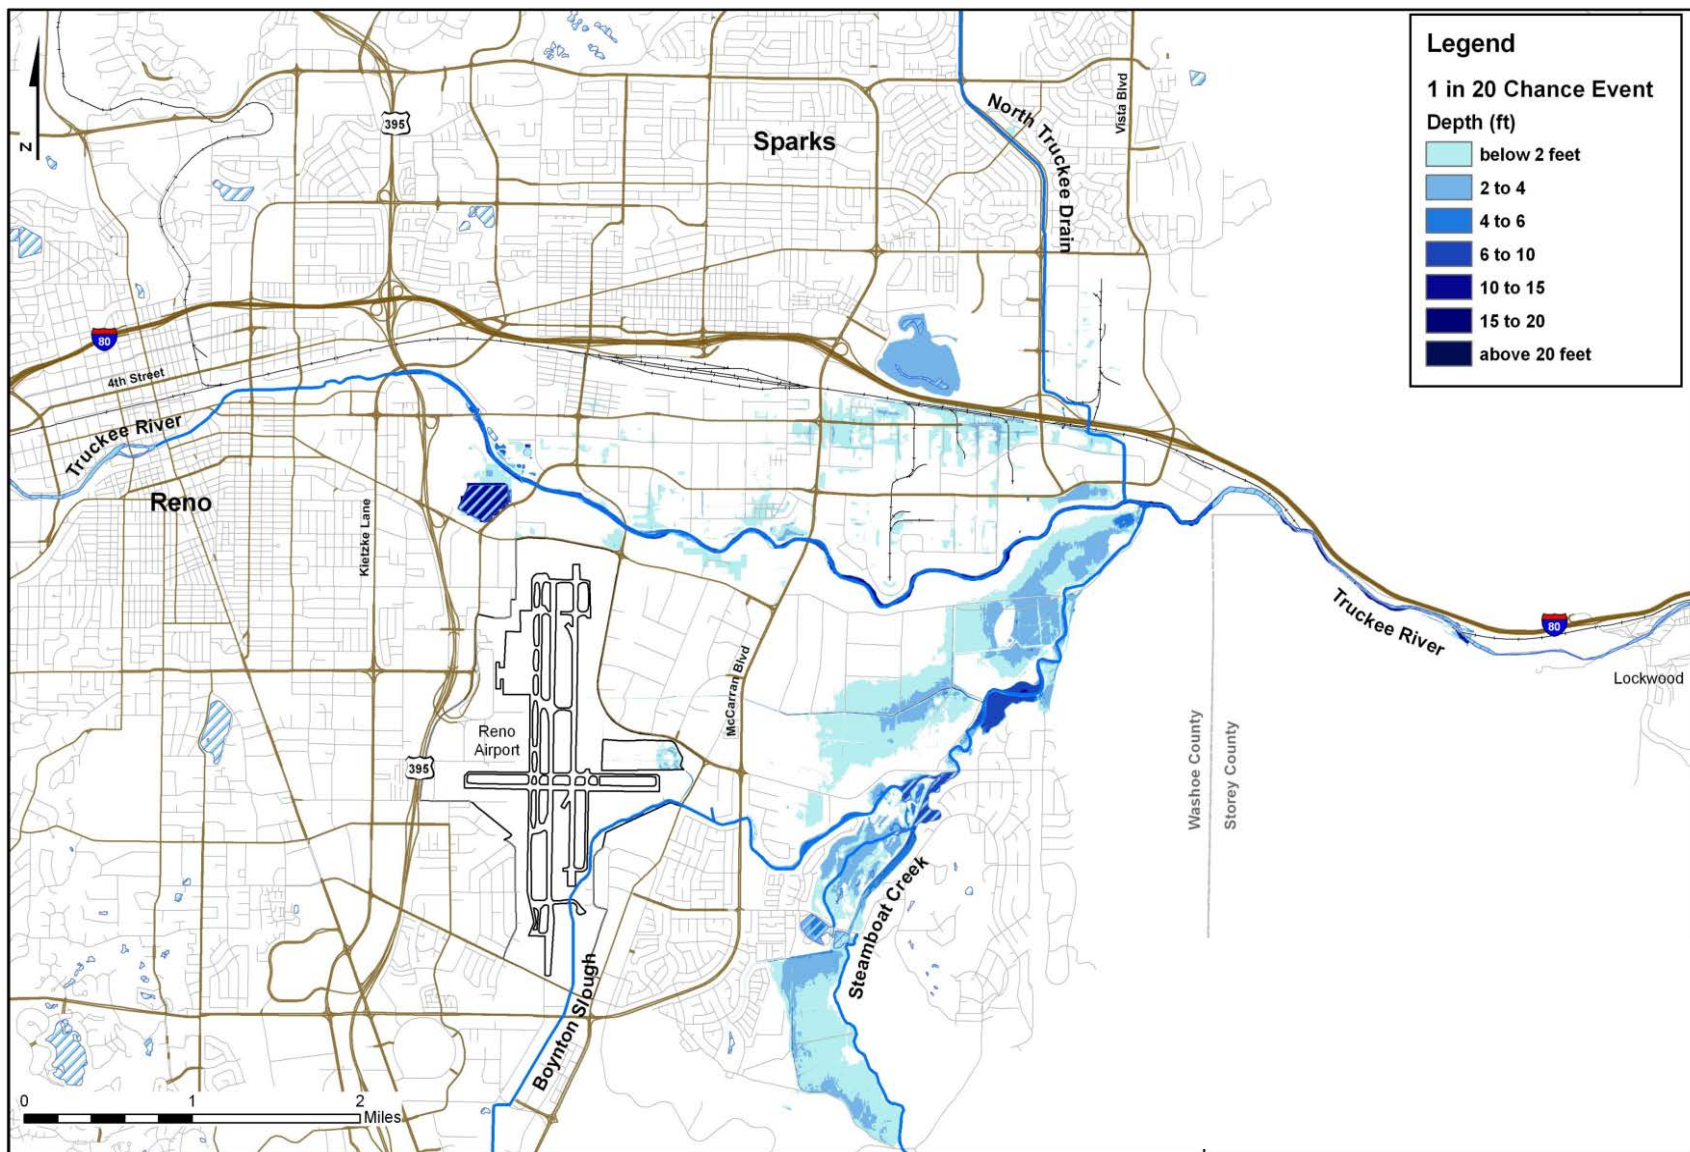 Legend
1 in 20 Chance Event
Depth (ft)
below 2 feet
2 to 4
4 to 6
6 to 10
10 to 15
15 to 20
above 20 feet
N
395
Sparks
North Truckee Drain
Vista Blvd
80
4th Street
Truckee River
Reno
Kietzke Lane
Truckee River
80
Lockwood
McCarran Blvd
Reno
Airport
395
Washoe County
Storey County
Steamboat Creek
Boynton Slough
0 1 2
Miles